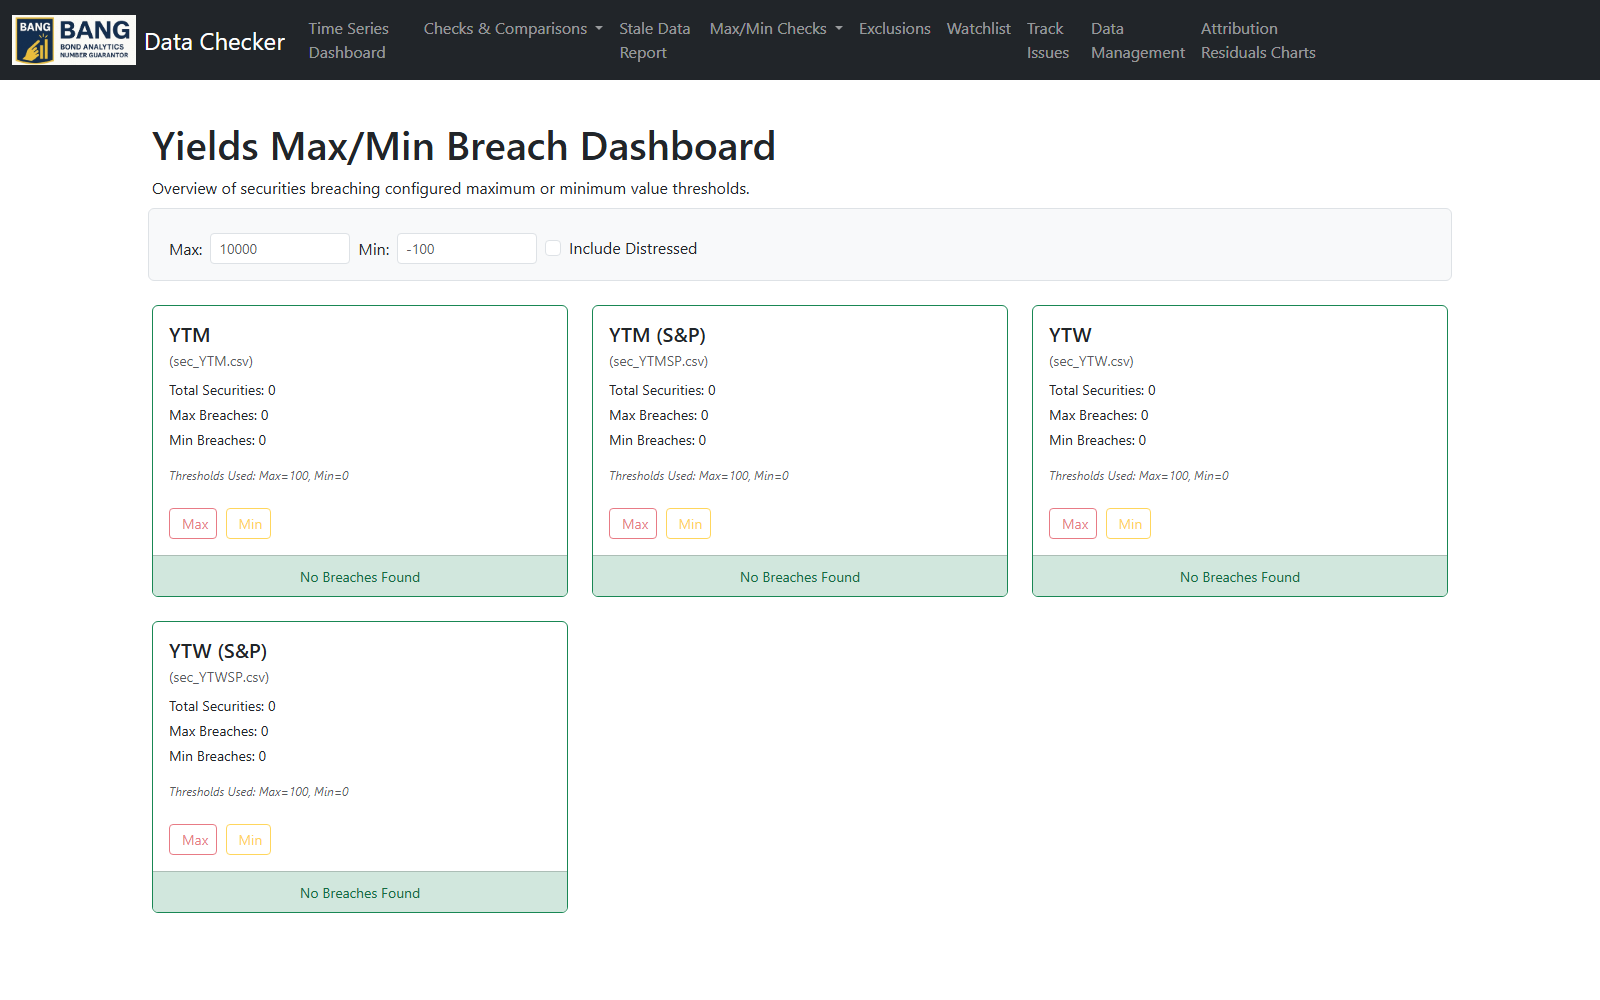 BANG
BANG
BOND ANALYTICS
NUMBER GUARANTOR
Data Checker
Time Series
Dashboard
Checks & Comparisons
Stale Data
Report
Max/Min Checks
Exclusions
Watchlist
Track
Issues
Data
Management
Attribution
Residuals Charts
Yields Max/Min Breach Dashboard
Overview of securities breaching configured maximum or minimum value thresholds.
Max: 10000 Min: -100 Include Distressed
YTM
(sec_YTM.csv)
Total Securities: 0
Max Breaches: 0
Min Breaches: 0
Thresholds Used: Max=100, Min=0
Max Min
No Breaches Found
YTM (S&P)
(sec_YTMSP.csv)
Total Securities: 0
Max Breaches: 0
Min Breaches: 0
Thresholds Used: Max=100, Min=0
Max Min
No Breaches Found
YTW
(sec_YTW.csv)
Total Securities: 0
Max Breaches: 0
Min Breaches: 0
Thresholds Used: Max=100, Min=0
Max Min
No Breaches Found
YTW (S&P)
(sec_YTWSP.csv)
Total Securities: 0
Max Breaches: 0
Min Breaches: 0
Thresholds Used: Max=100, Min=0
Max Min
No Breaches Found